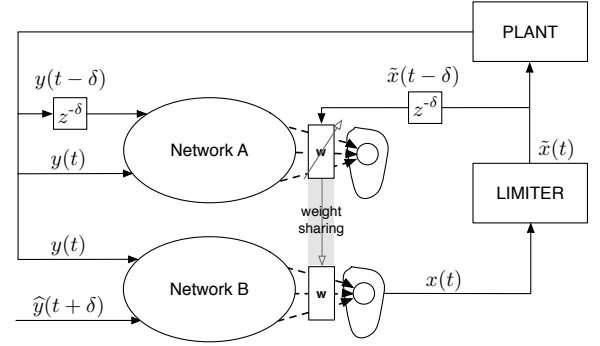 PLANT
y(t − δ)
x̃(t − δ)
z^{-δ}
z^{-δ}
Network A
w
y(t)
x̃(t)
LIMITER
weight
sharing
y(t)
Network B
w
x(t)
ŷ(t + δ)